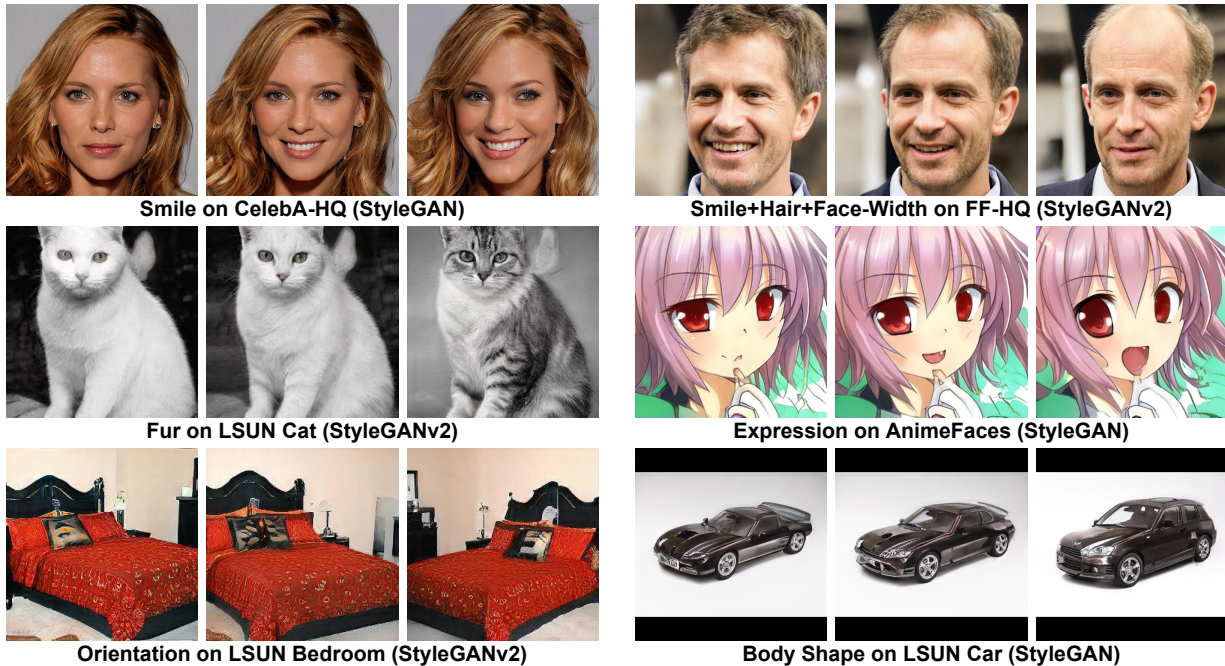 Smile on CelebA-HQ (StyleGAN)
Smile+Hair+Face-Width on FF-HQ (StyleGANv2)
Fur on LSUN Cat (StyleGANv2)
Expression on AnimeFaces (StyleGAN)
Orientation on LSUN Bedroom (StyleGANv2)
Body Shape on LSUN Car (StyleGAN)